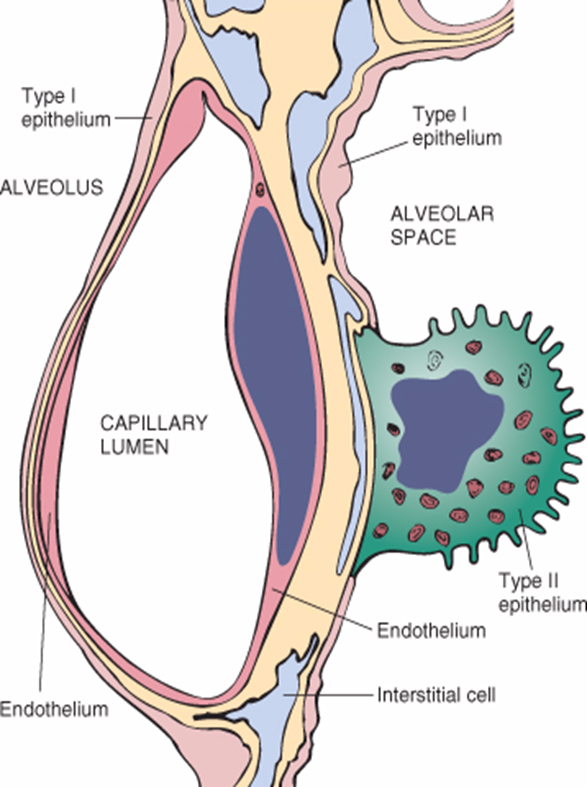 Type I
epithelium
Type I
epithelium
ALVEOLUS
ALVEOLAR
SPACE
CAPILLARY
LUMEN
Type II
epithelium
Endothelium
Interstitial cell
Endothelium